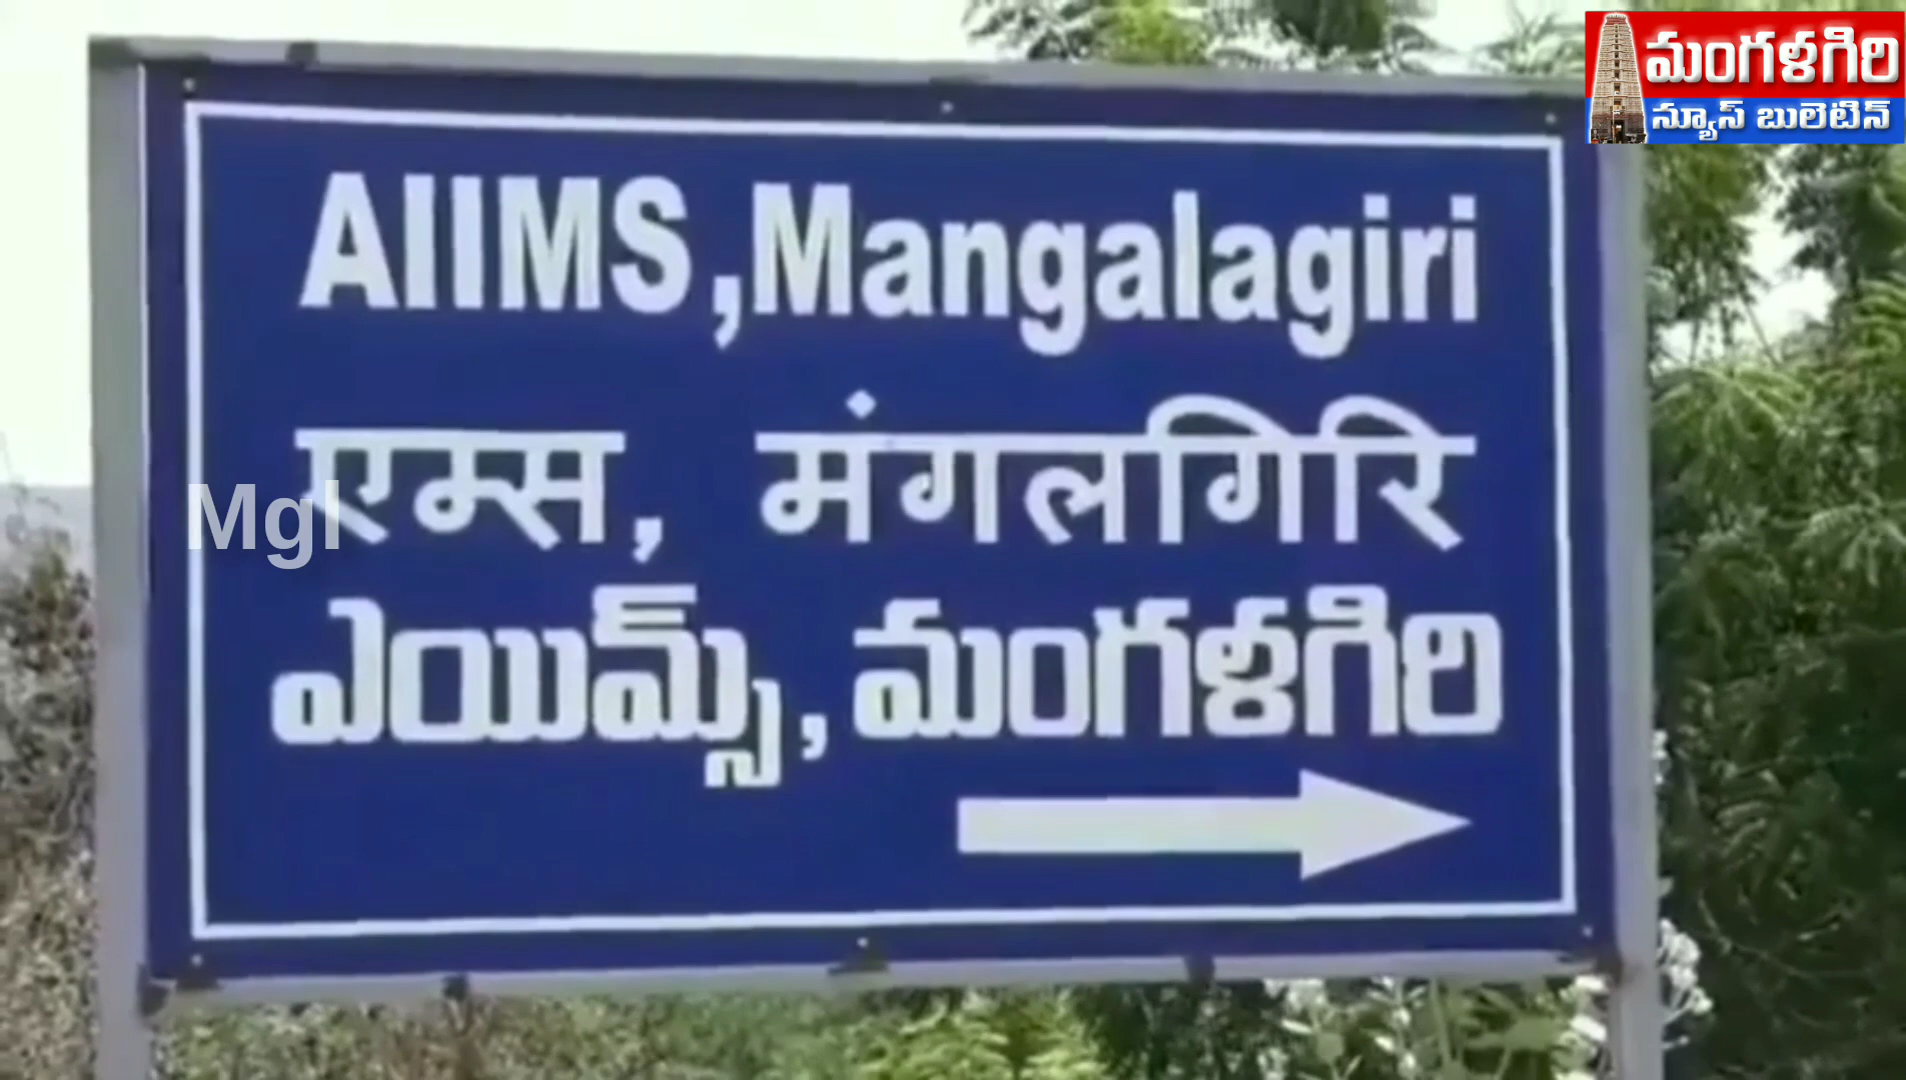 మంగళగిరి
న్యూస్ బులెటిన్
AIIMS,Mangalagiri
एम्स, मंगलगिरि
Mgl
ఎయిమ్స్, మంగళగిరి